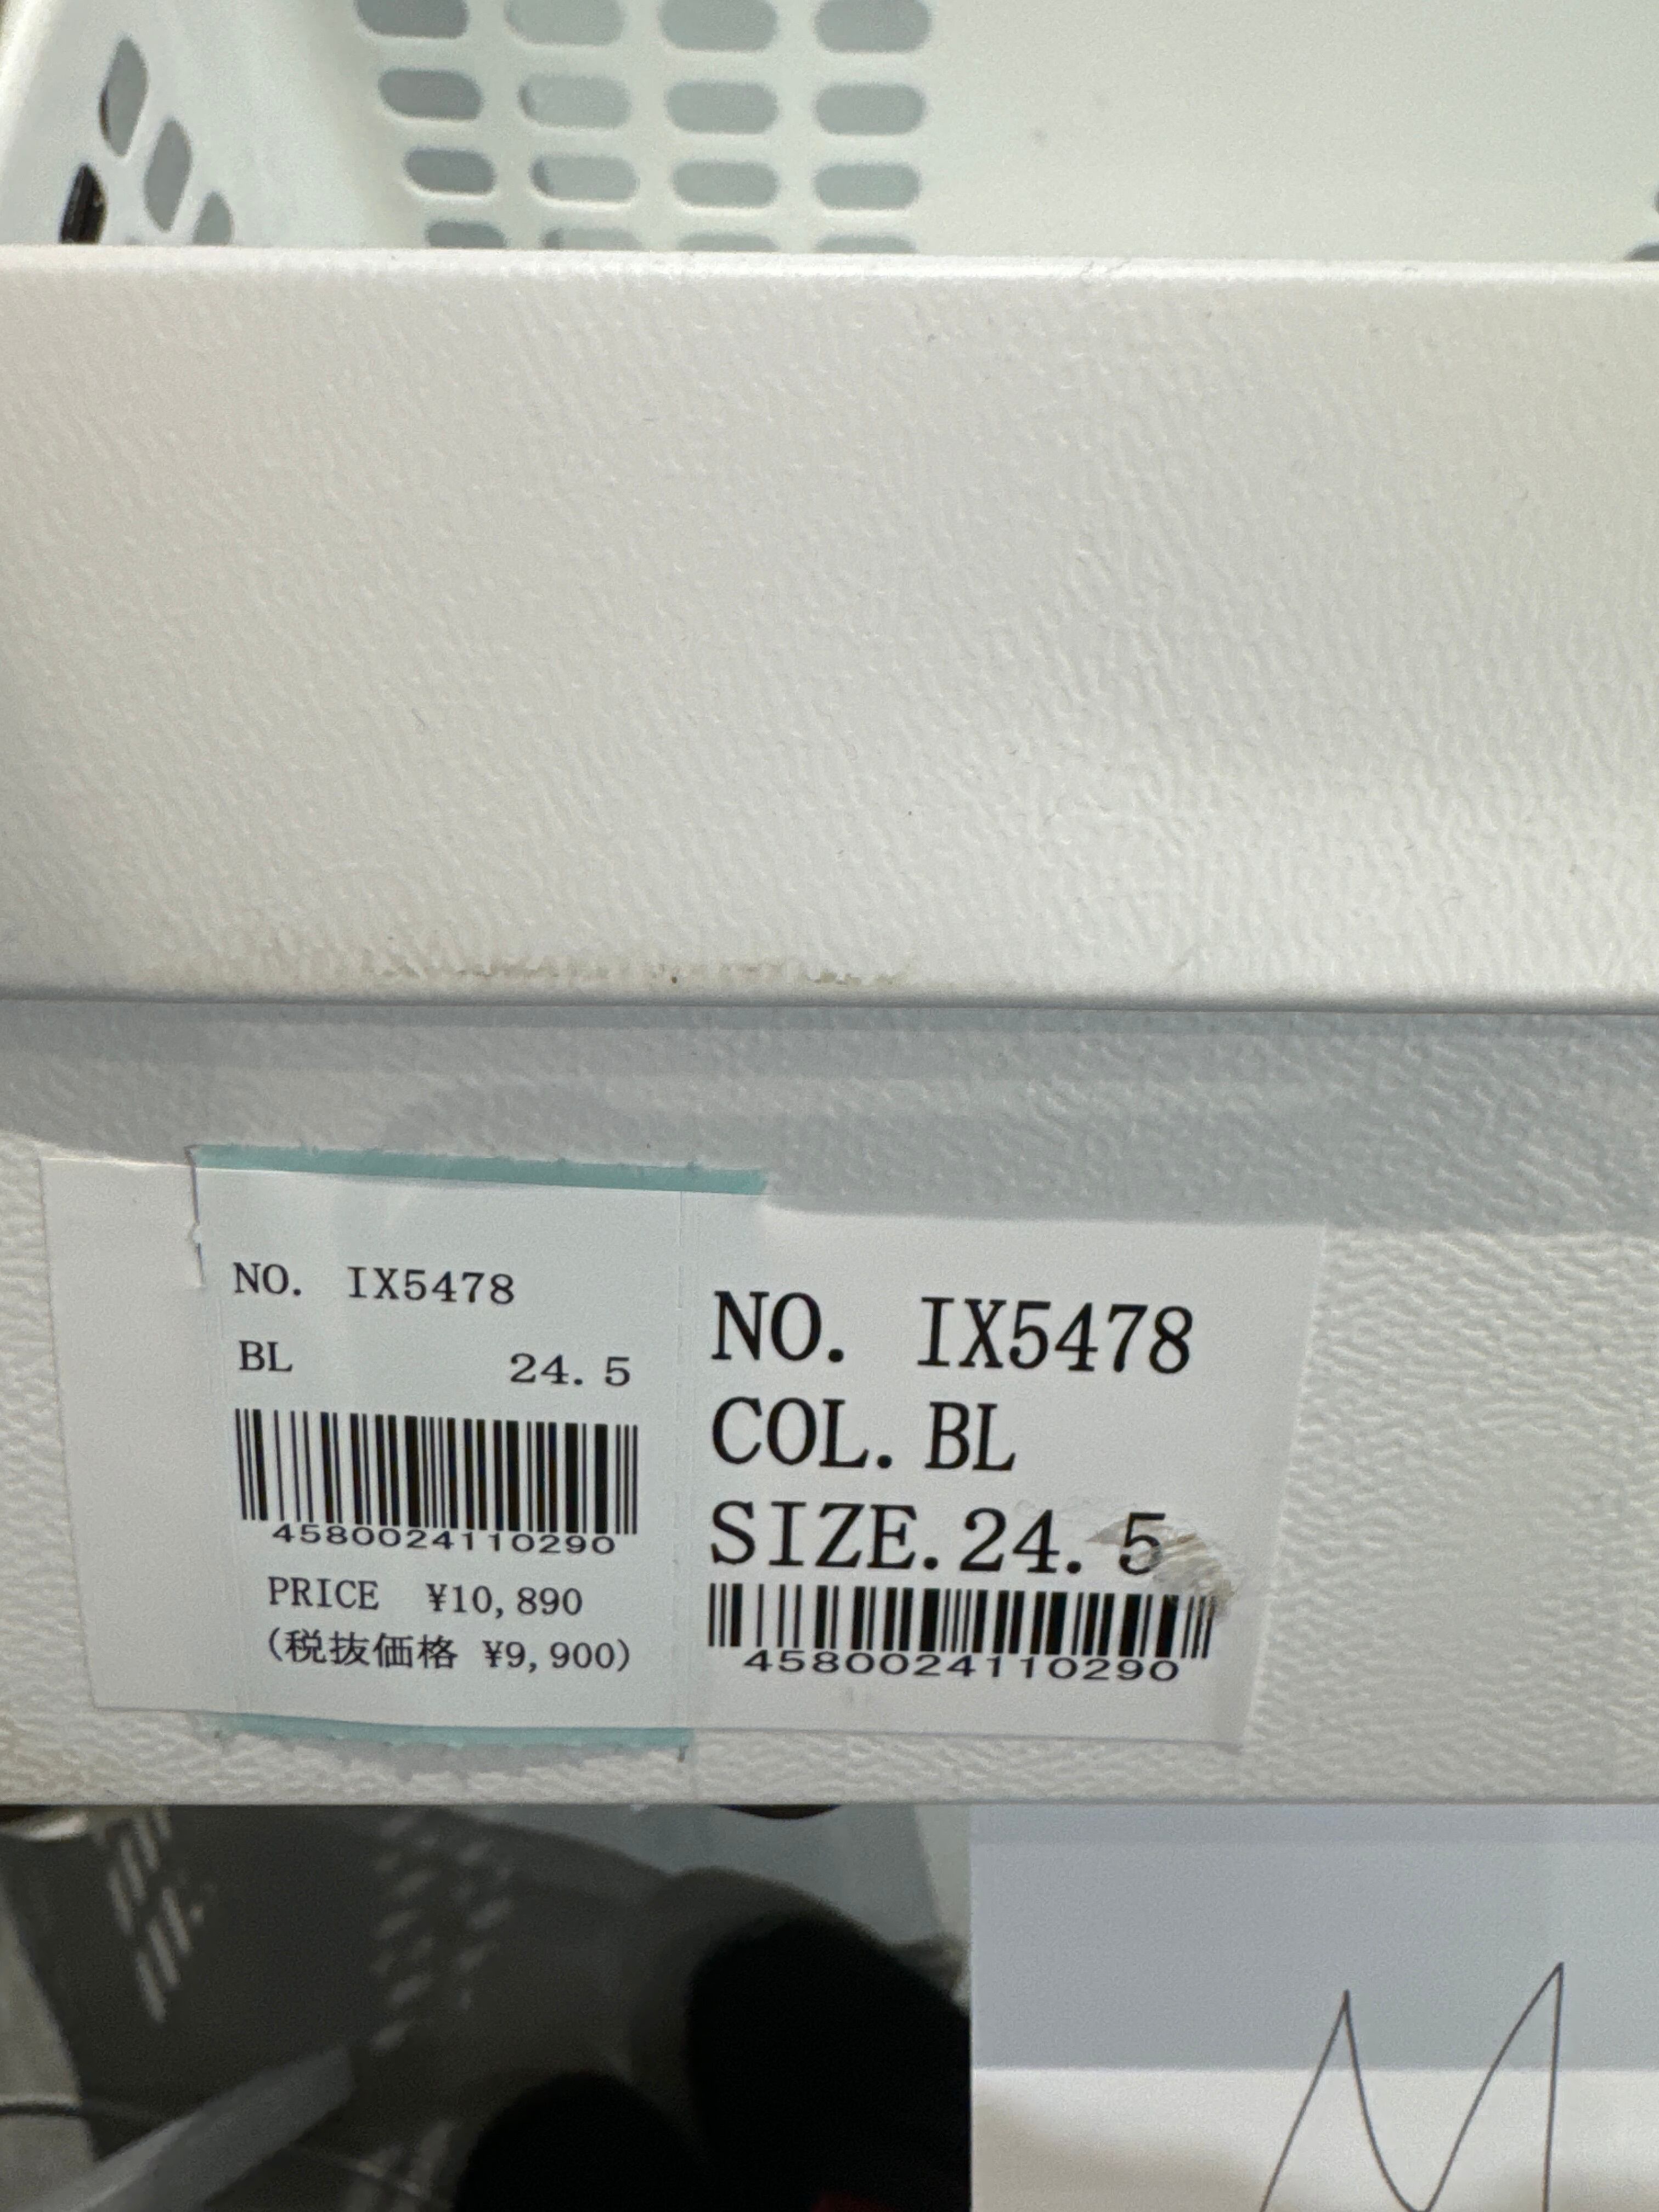 NO. IX5478
BL 24.5
4580024110290
PRICE ¥10,890
(税抜価格 ¥9,900)
NO. IX5478
COL. BL
SIZE. 24.5
4580024110290